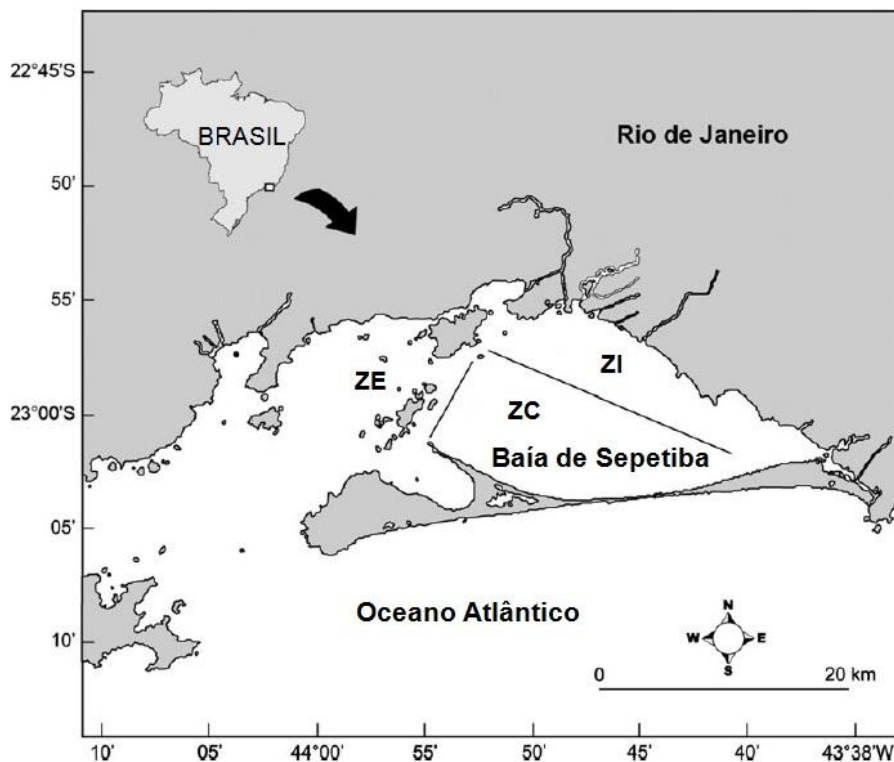 22°45'S
BRASIL
Rio de Janeiro
50'
55'
ZI
ZE
23°00'S
ZC
Baía de Sepetiba
05'
Oceano Atlântico
N
W E
S
10'
0 20 km
10' 05' 44°00' 55' 50' 45' 40' 43°38'W